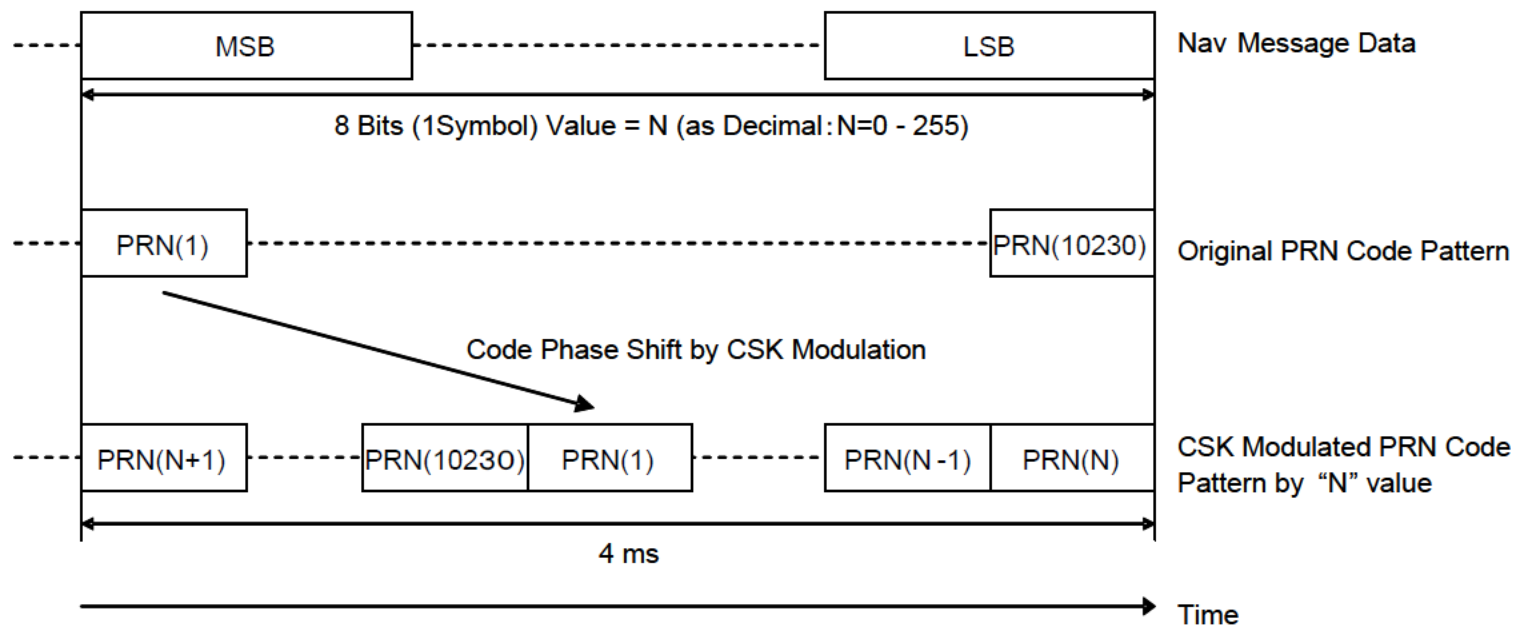 MSB
LSB
Nav Message Data
8 Bits (1Symbol) Value = N (as Decimal:N=0 - 255)
PRN(1)
PRN(10230)
Original PRN Code Pattern
Code Phase Shift by CSK Modulation
PRN(N+1)
PRN(10230)
PRN(1)
PRN(N-1)
PRN(N)
CSK Modulated PRN Code
Pattern by “N” value
4 ms
Time